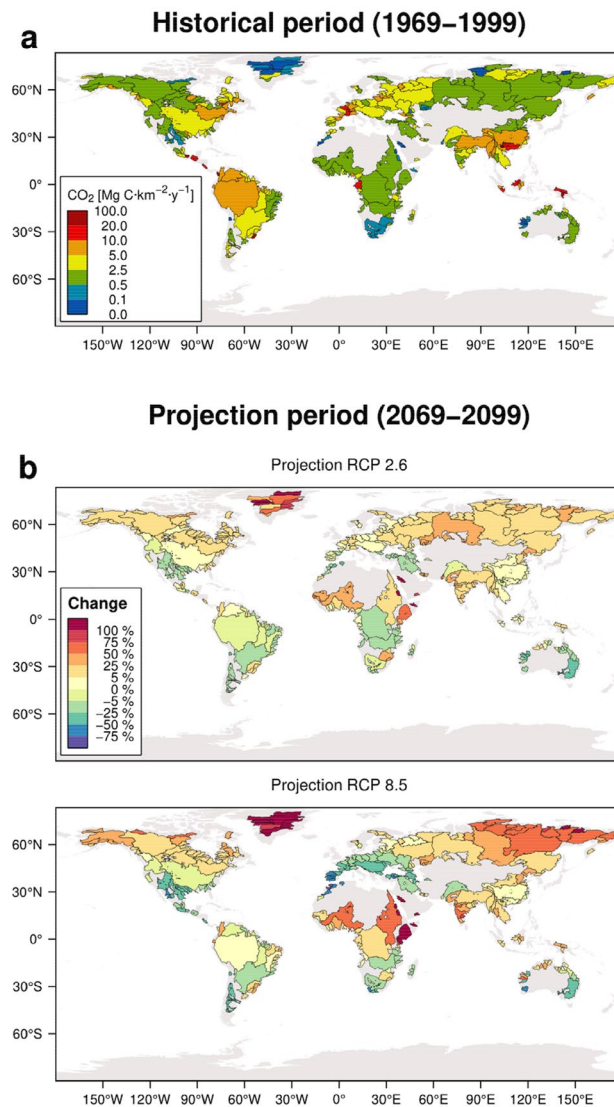 Historical period (1969−1999)
a
60°N
30°N
0°
30°S
60°S
CO₂ [Mg C·km⁻²·y⁻¹]
100.0
20.0
10.0
5.0
2.5
0.5
0.1
0.0
150°W 120°W 90°W 60°W 30°W 0° 30°E 60°E 90°E 120°E 150°E
Projection period (2069−2099)
b
Projection RCP 2.6
60°N
30°N
0°
30°S
60°S
Change
100 %
75 %
50 %
25 %
5 %
0 %
−5 %
−25 %
−50 %
−75 %
Projection RCP 8.5
60°N
30°N
0°
30°S
60°S
150°W 120°W 90°W 60°W 30°W 0° 30°E 60°E 90°E 120°E 150°E